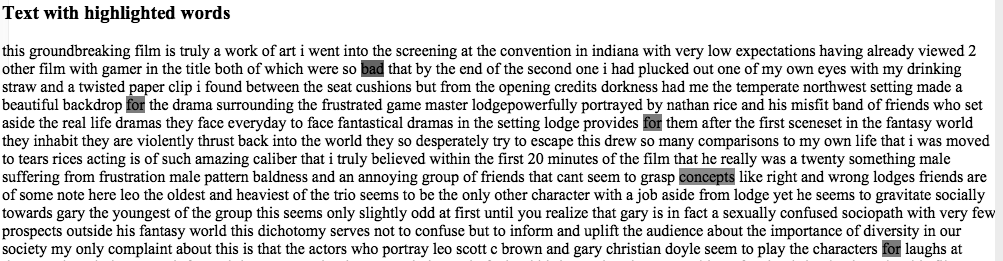 Text with highlighted words
this groundbreaking film is truly a work of art i went into the screening at the convention in indiana with very low expectations having already viewed 2
other film with gamer in the title both of which were so bad that by the end of the second one i had plucked out one of my own eyes with my drinking
straw and a twisted paper clip i found between the seat cushions but from the opening credits dorkness had me the temperate northwest setting made a
beautiful backdrop for the drama surrounding the frustrated game master lodgepowerfully portrayed by nathan rice and his misfit band of friends who set
aside the real life dramas they face everyday to face fantastical dramas in the setting lodge provides for them after the first sceneset in the fantasy world
they inhabit they are violently thrust back into the world they so desperately try to escape this drew so many comparisons to my own life that i was moved
to tears rices acting is of such amazing caliber that i truly believed within the first 20 minutes of the film that he really was a twenty something male
suffering from frustration male pattern baldness and an annoying group of friends that cant seem to grasp concepts like right and wrong lodges friends are
of some note here leo the oldest and heaviest of the trio seems to be the only other character with a job aside from lodge yet he seems to gravitate socially
towards gary the youngest of the group this seems only slightly odd at first until you realize that gary is in fact a sexually confused sociopath with very few
prospects outside his fantasy world this dichotomy serves not to confuse but to inform and uplift the audience about the importance of diversity in our
society my only complaint about this is that the actors who portray leo scott c brown and gary christian doyle seem to play the characters for laughs at